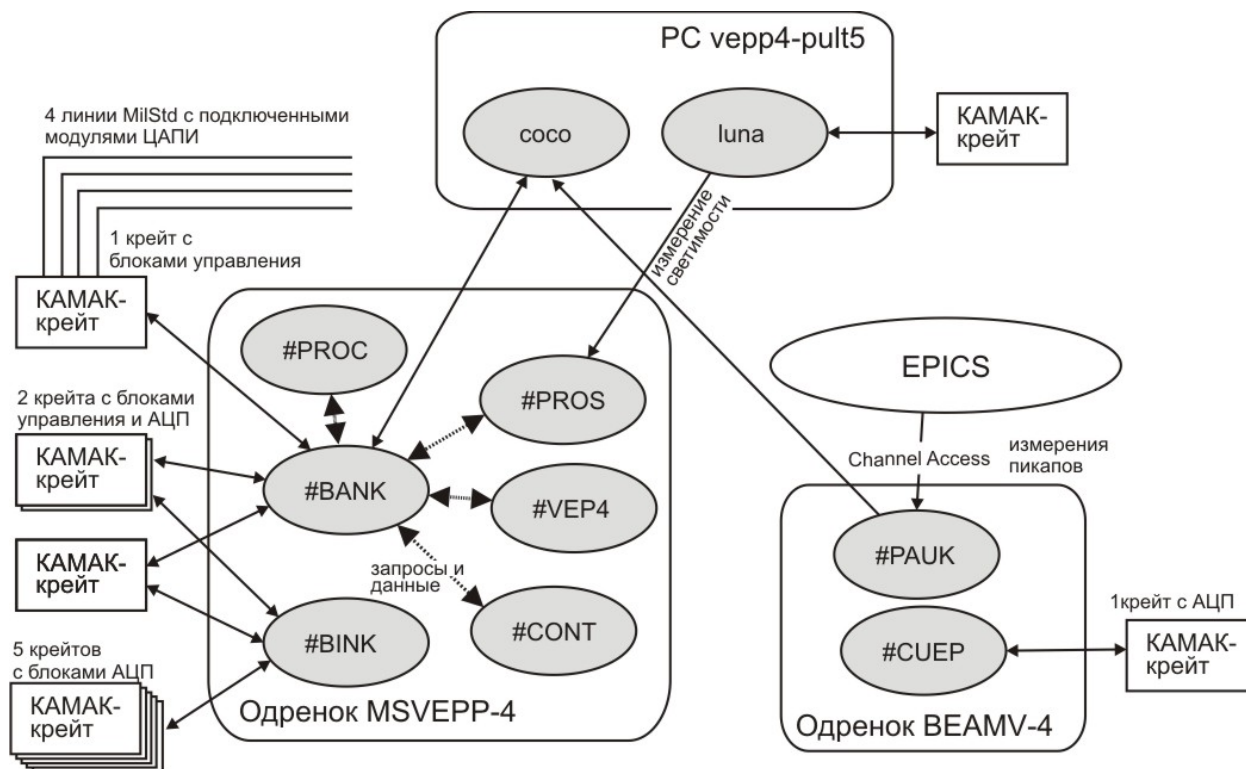 PC vepp4-pult5
coco
luna
КАМАК-
крейт
4 линии MilStd с подключенными
модулями ЦАПИ
1 крейт с
блоками управления
КАМАК-
крейт
измерение
светимости
#PROC
#PROS
EPICS
2 крейта с блоками
управления и АЦП
КАМАК-
крейт
#BANK
#VEP4
Channel Access
измерения
пикапов
КАМАК-
крейт
запросы и
данные
#PAUK
#BINK
#CONT
#CUEP
1крейт с АЦП
КАМАК-
крейт
5 крейтов
с блоками АЦП
КАМАК-
крейт
Одренок MSVEPP-4
Одренок BEAMV-4